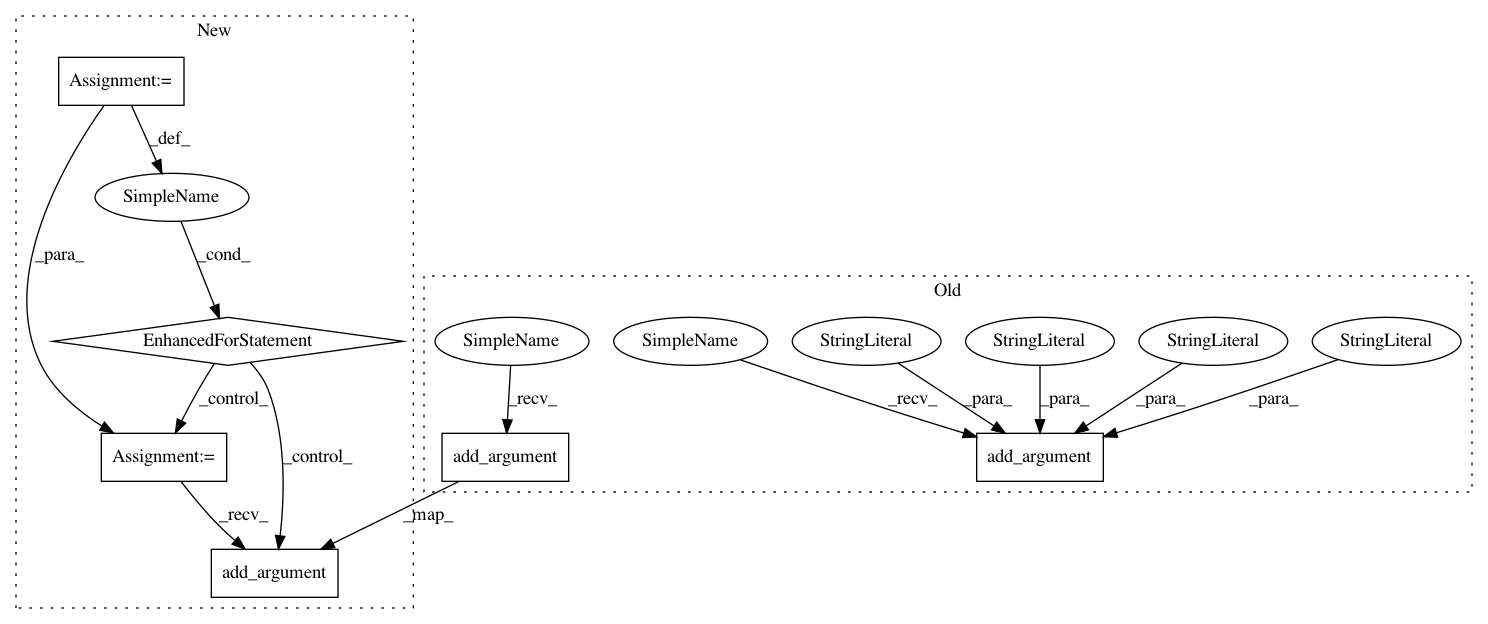 New
Assignment:=
_def_
SimpleName
_para_
_cond_
Old
EnhancedForStatement
SimpleName
SimpleName
StringLiteral
StringLiteral
StringLiteral
StringLiteral
_control_
_recv_
_recv_
_para_
_para_
_para_
_para_
Assignment:=
_control_
add_argument
add_argument
_recv_
_map_
add_argument